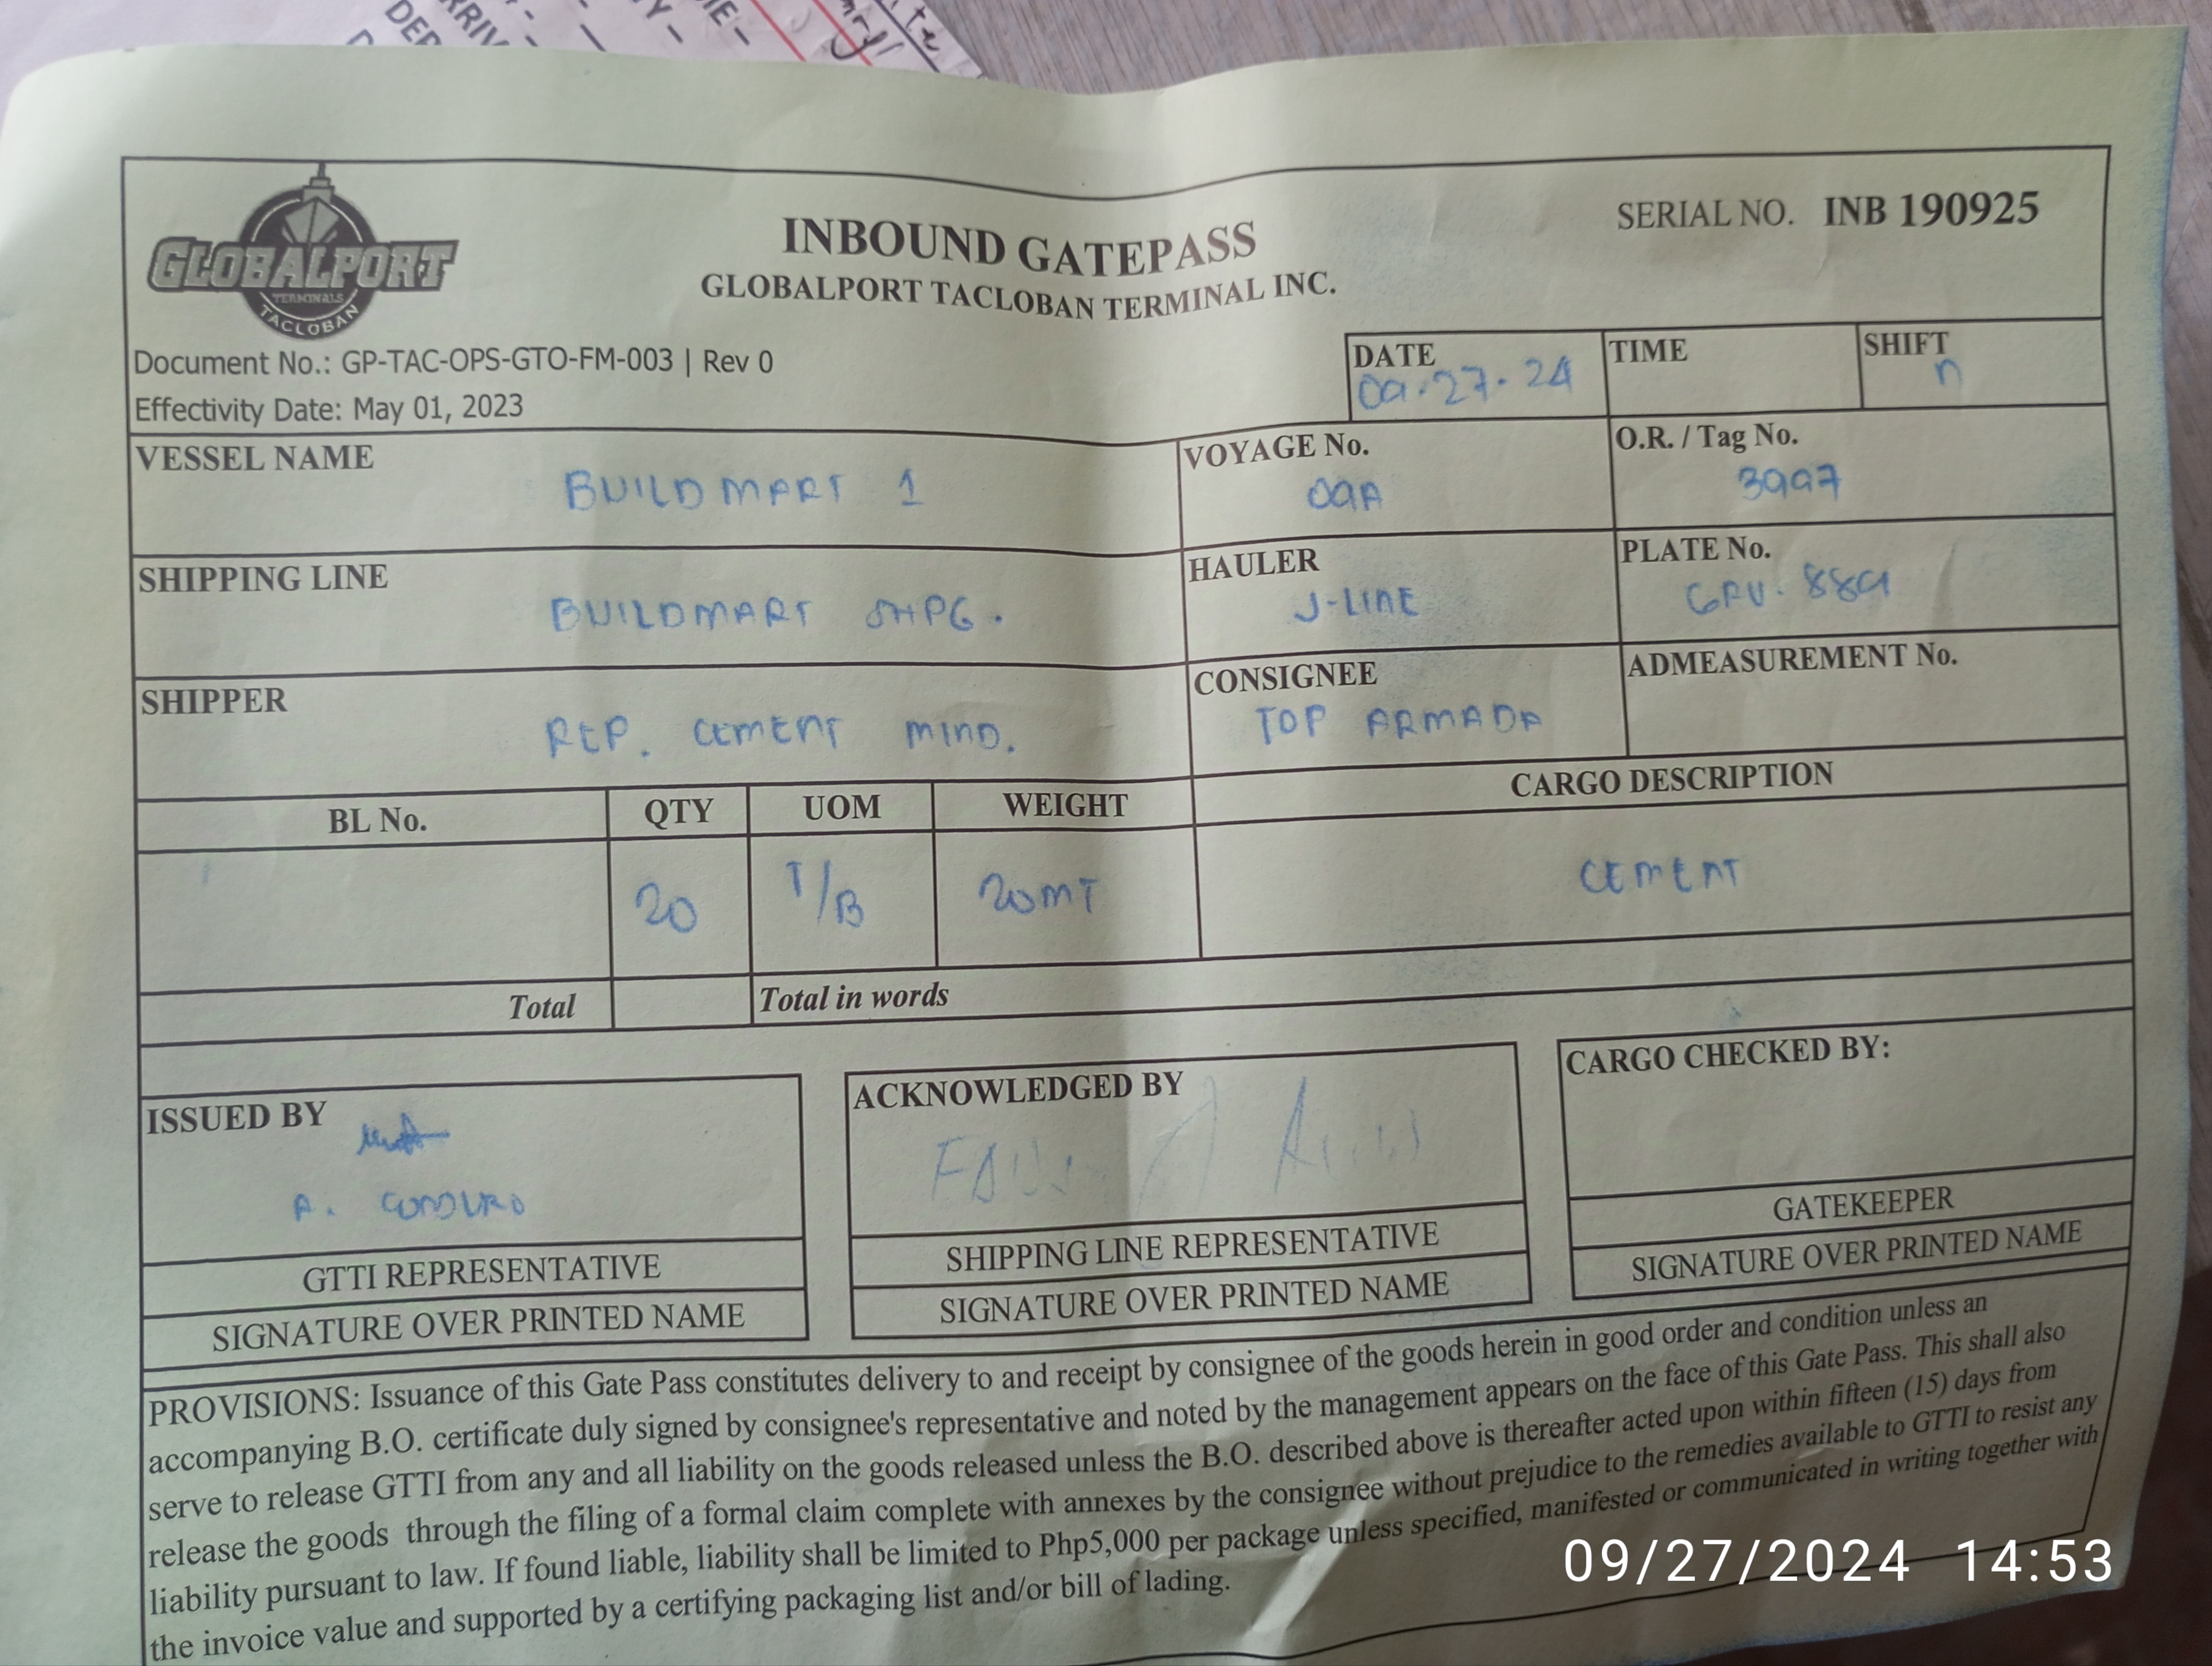 INBOUND GATEPASS
SERIAL NO. INB 190925
GLOBALPORT TACLOBAN TERMINAL INC.
GLOBALPORT
TERMINALS
TACLOBAN
Document No.: GP-TAC-OPS-GTO-FM-003 | Rev 0
Effectivity Date: May 01, 2023
DATE
09.27.24
TIME
SHIFT
n
VESSEL NAME
BUILDMART 1
VOYAGE No.
09A
O.R. / Tag No.
3997
SHIPPING LINE
BUILDMART SHPG.
HAULER
J-LINE
PLATE No.
889
SHIPPER
REP. CEMENT MIND.
CONSIGNEE
TOP ARMADA
ADMEASUREMENT No.
BL No. QTY UOM WEIGHT CARGO DESCRIPTION
20 T/B 20MT CEMENT
Total
Total in words
ISSUED BY
A.
GTTI REPRESENTATIVE
SIGNATURE OVER PRINTED NAME
ACKNOWLEDGED BY
SHIPPING LINE REPRESENTATIVE
SIGNATURE OVER PRINTED NAME
CARGO CHECKED BY:
GATEKEEPER
SIGNATURE OVER PRINTED NAME
PROVISIONS: Issuance of this Gate Pass constitutes delivery to and receipt by consignee of the goods herein in good order and condition unless an
accompanying B.O. certificate duly signed by consignee's representative and noted by the management appears on the face of this Gate Pass. This shall also
serve to release GTTI from any and all liability on the goods released unless the B.O. described above is thereafter acted upon within fifteen (15) days from
release the goods through the filing of a formal claim complete with annexes by the consignee without prejudice to the remedies available to GTTI to resist any
liability pursuant to law. If found liable, liability shall be limited to Php5,000 per package unless specified, manifested or communicated in writing together with
the invoice value and supported by a certifying packaging list and/or bill of lading.
09/27/2024 14:53